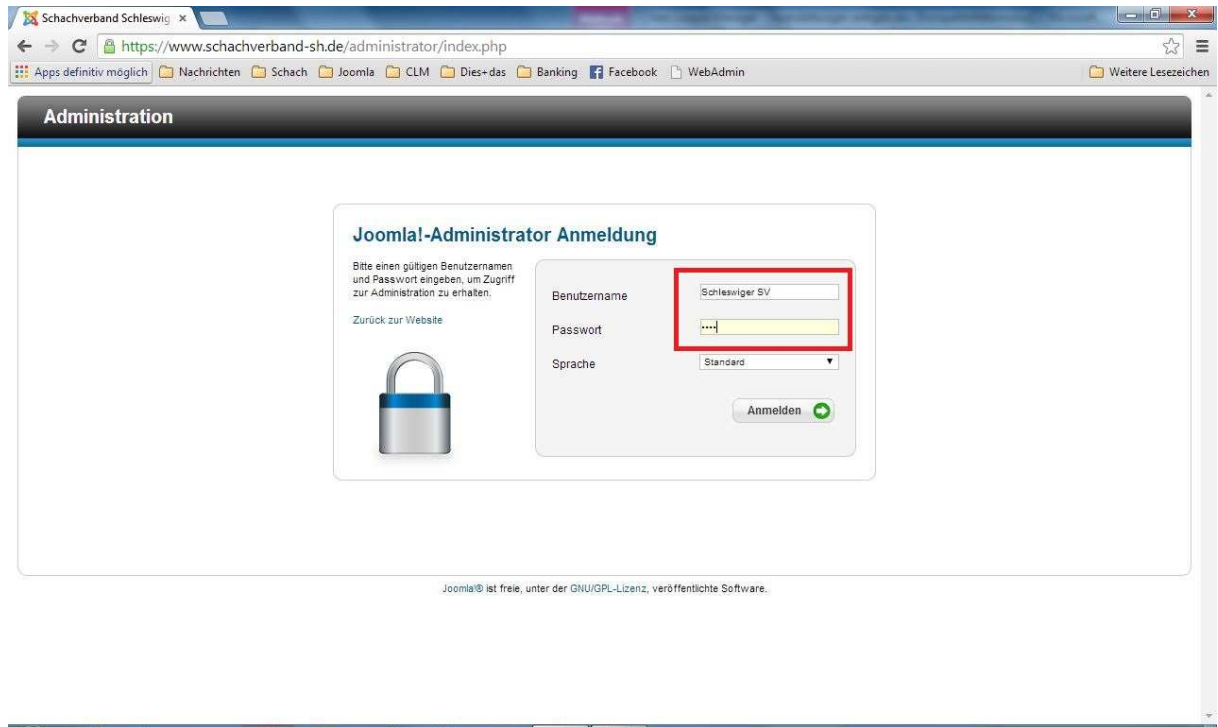 Schachverband Schleswig ×
https://www.schachverband-sh.de/administrator/index.php
Apps definitiv möglich Nachrichten Schach Joomla CLM Dies+das Banking Facebook WebAdmin Weitere Lesezeichen
Administration
Joomla!-Administrator Anmeldung
Bitte einen gültigen Benutzernamen
und Passwort eingeben, um Zugriff
zur Administration zu erhalten.
Zurück zur Website
Benutzername Schleswiger SV
Passwort ····
Sprache Standard
Anmelden
Joomla!® ist freie, unter der GNU/GPL-Lizenz, veröffentlichte Software.